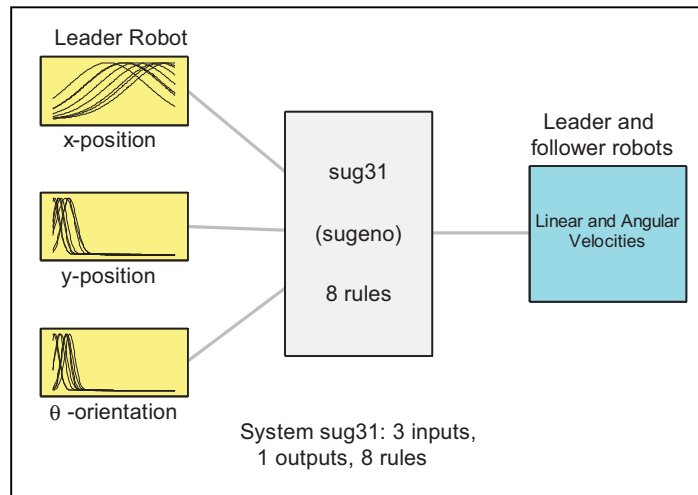 Leader Robot
x-position
y-position
θ -orientation
sug31
(sugeno)
8 rules
Leader and
follower robots
Linear and Angular
Velocities
System sug31: 3 inputs,
1 outputs, 8 rules